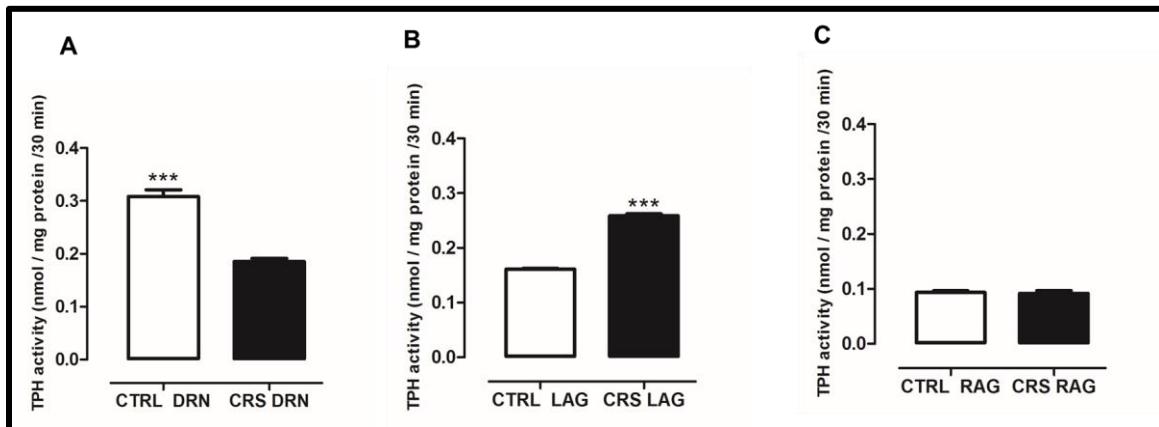 A
TPH activity (nmol / mg protein /30 min)
0.4
0.3
0.2
0.1
0.0
***
CTRL DRN
CRS DRN
B
TPH activity (nmol / mg protein /30 min)
0.4
0.3
0.2
0.1
0.0
***
CTRL LAG
CRS LAG
C
TPH activity (nmol / mg protein /30 min)
0.4
0.3
0.2
0.1
0.0
CTRL RAG
CRS RAG